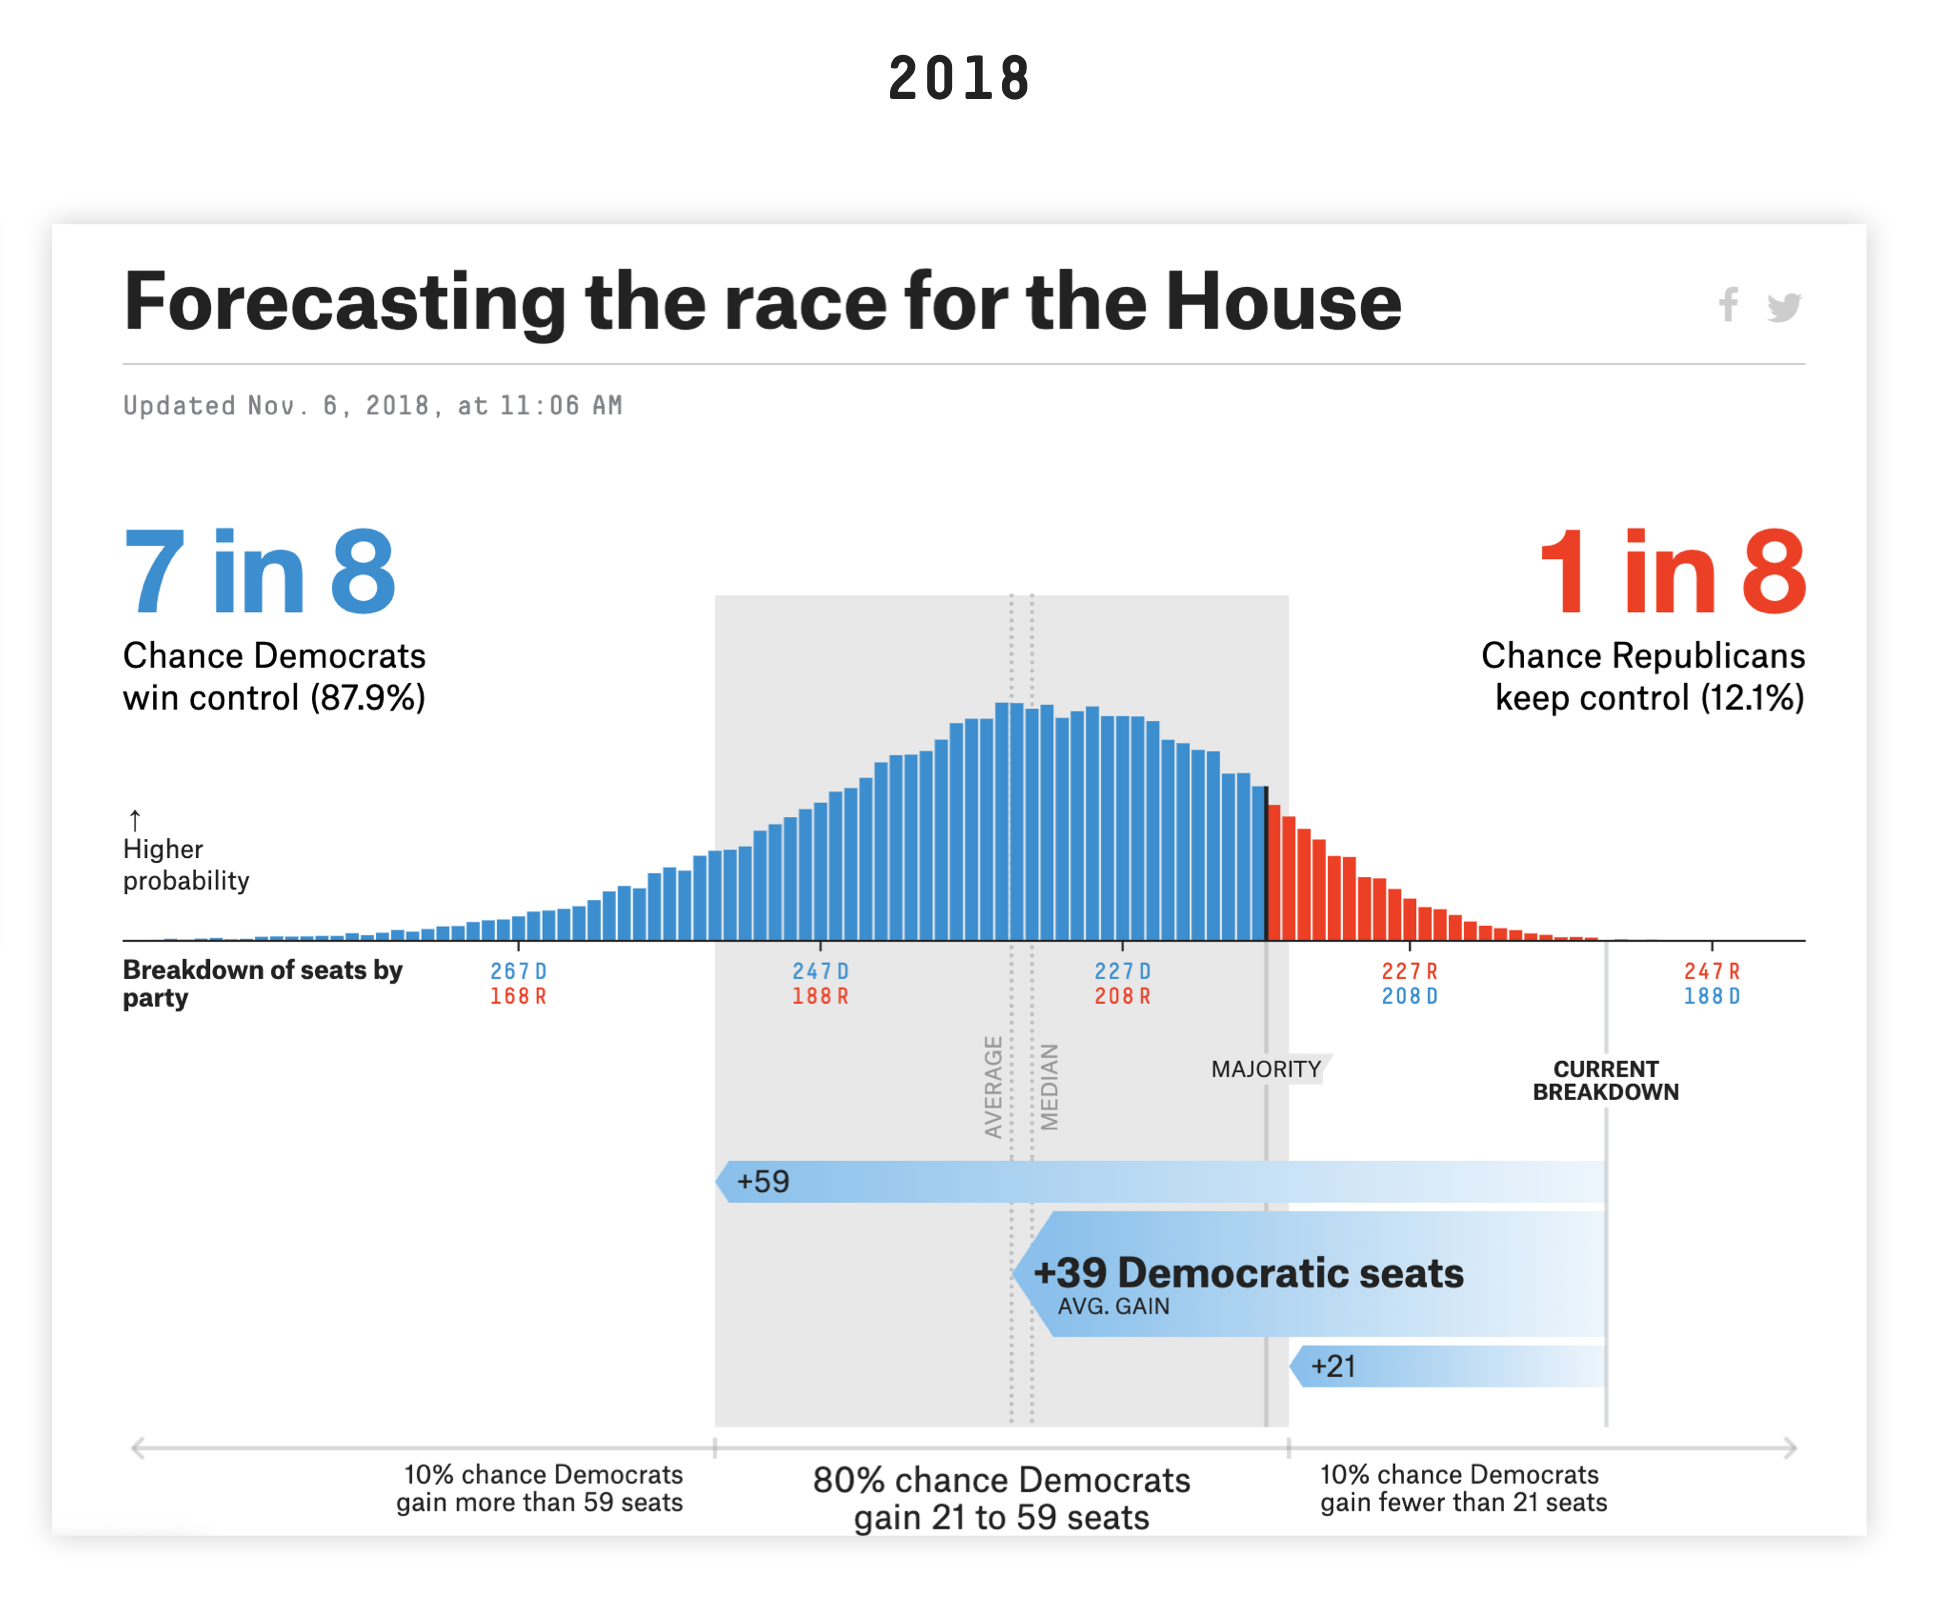 2018
Forecasting the race for the House
Updated Nov. 6, 2018, at 11:06 AM
7 in 8
Chance Democrats
win control (87.9%)
1 in 8
Chance Republicans
keep control (12.1%)
↑
Higher
probability
Breakdown of seats by
party
267 D
168 R
247 D
188 R
227 D
208 R
227 R
208 D
247 R
188 D
AVERAGE
MEDIAN
MAJORITY
CURRENT
BREAKDOWN
+59
+39 Democratic seats
AVG. GAIN
+21
10% chance Democrats
gain more than 59 seats
80% chance Democrats
gain 21 to 59 seats
10% chance Democrats
gain fewer than 21 seats